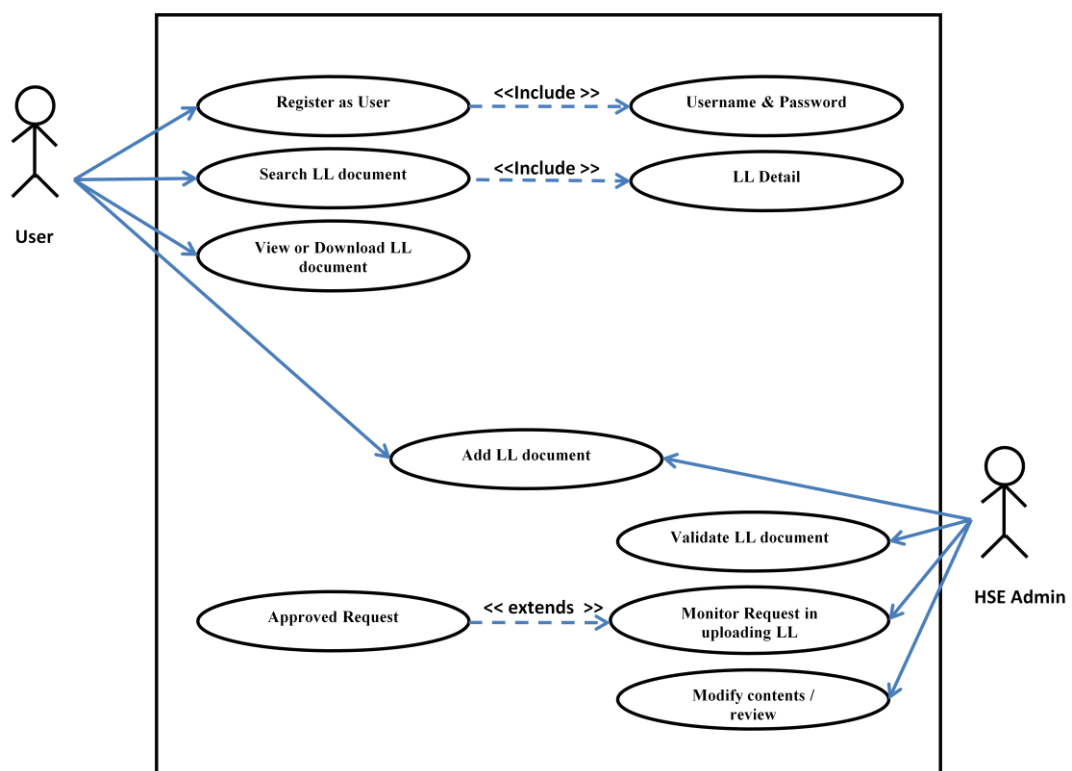 Register as User
<<Include >>
Username & Password
Search LL document
<<Include >>
LL Detail
User
View or Download LL
document
Add LL document
Validate LL document
HSE Admin
Approved Request
<< extends >>
Monitor Request in
uploading LL
Modify contents /
review